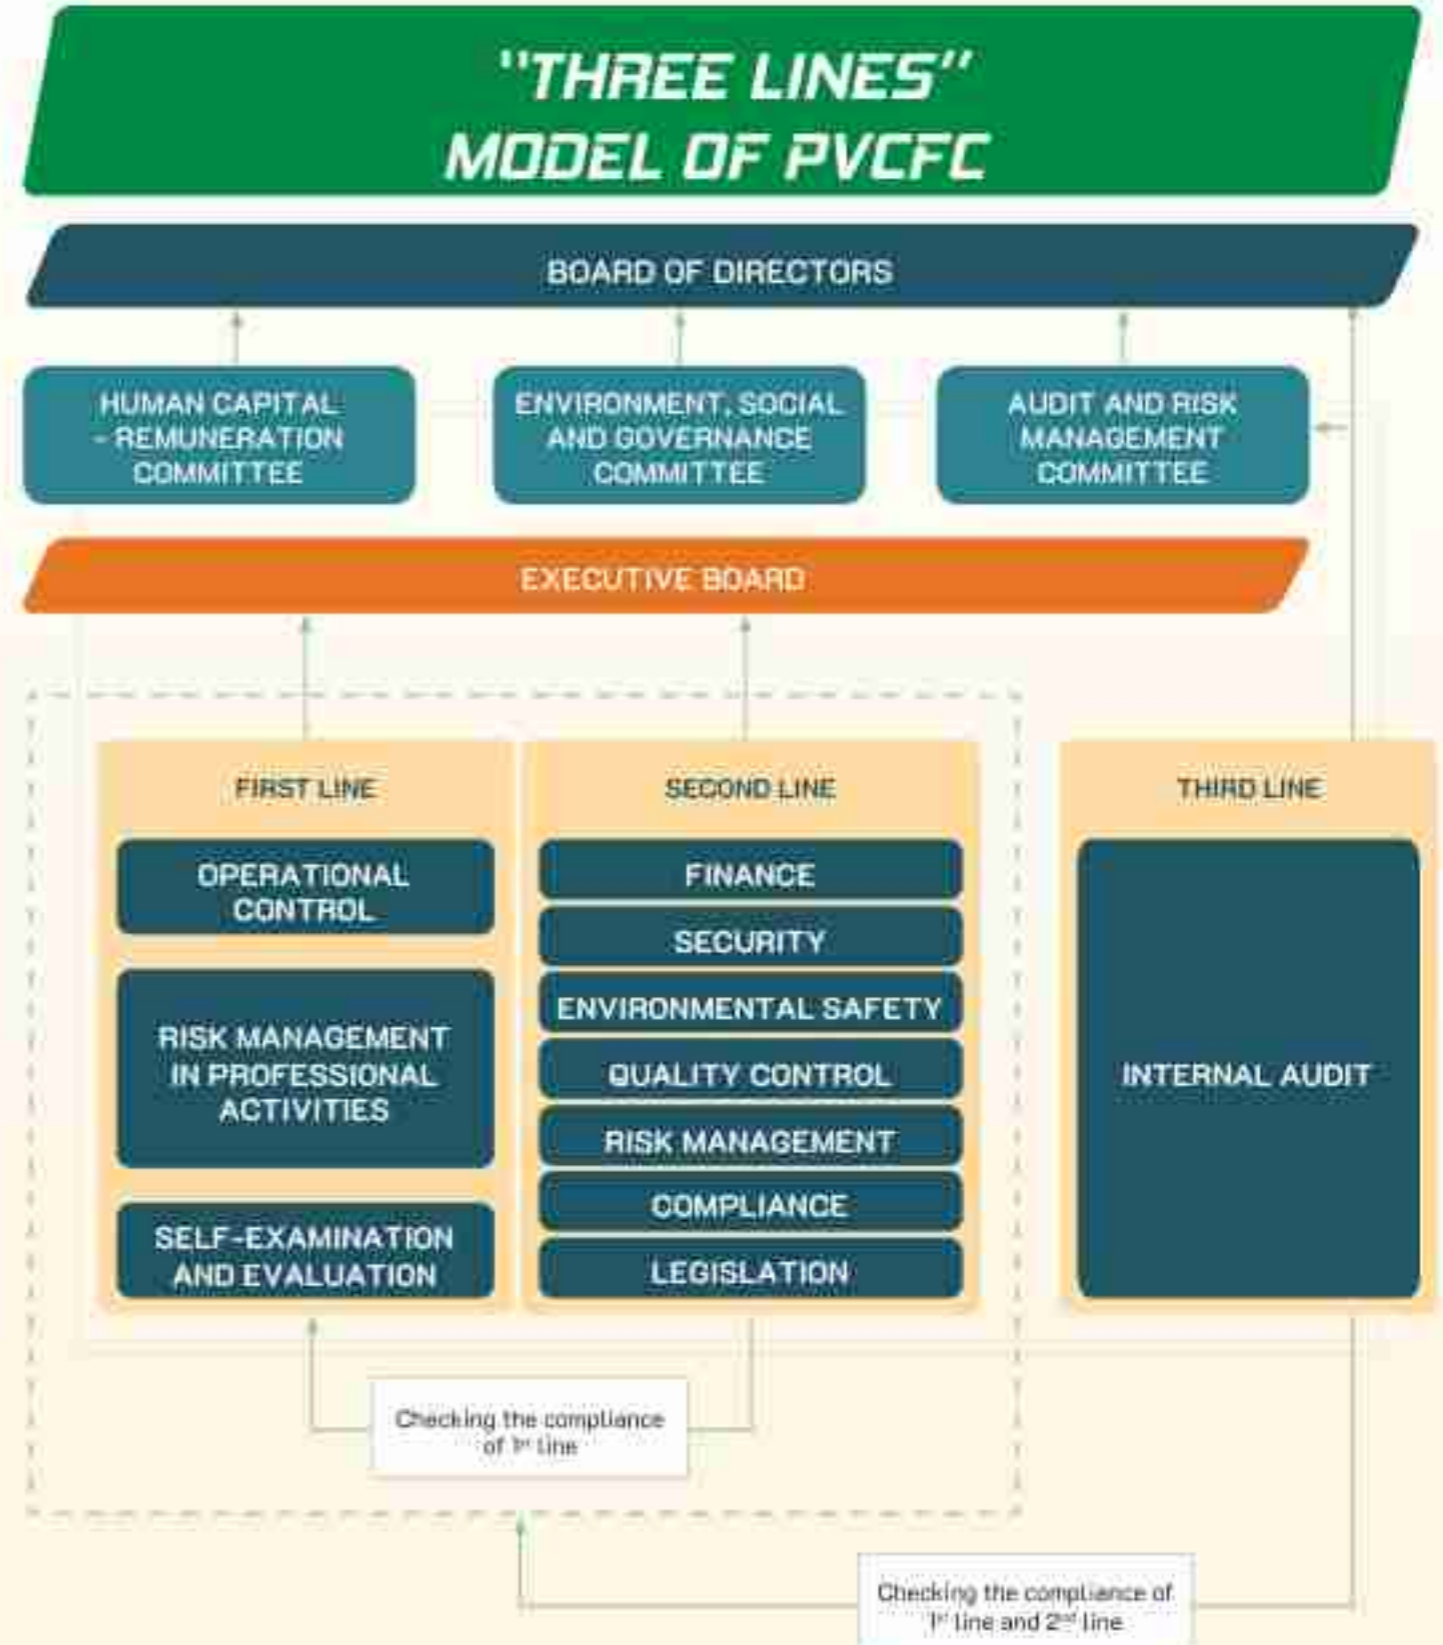 "THREE LINES"
MODEL OF PVCFC
BOARD OF DIRECTORS
HUMAN CAPITAL
- REMUNERATION
COMMITTEE
ENVIRONMENT, SOCIAL
AND GOVERNANCE
COMMITTEE
AUDIT AND RISK
MANAGEMENT
COMMITTEE
EXECUTIVE BOARD
FIRST LINE
OPERATIONAL
CONTROL
RISK MANAGEMENT
IN PROFESSIONAL
ACTIVITIES
SELF-EXAMINATION
AND EVALUATION
SECOND LINE
FINANCE
SECURITY
ENVIRONMENTAL SAFETY
QUALITY CONTROL
RISK MANAGEMENT
COMPLIANCE
LEGISLATION
THIRD LINE
INTERNAL AUDIT
Checking the compliance
of 1st line
Checking the compliance of
1st line and 2nd line